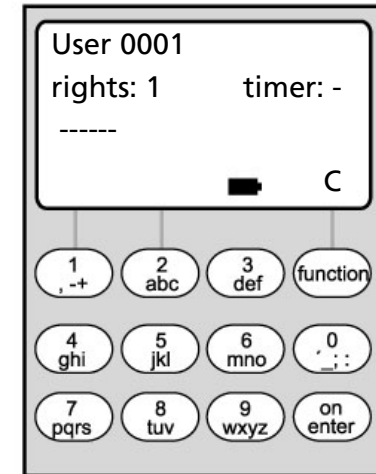 User 0001
rights: 1 timer: -
------
C
1 2 3 function
, -+ abc def
4 5 6 0
ghi jkl mno ´_; :
7 8 9 on
pqrs tuv wxyz enter